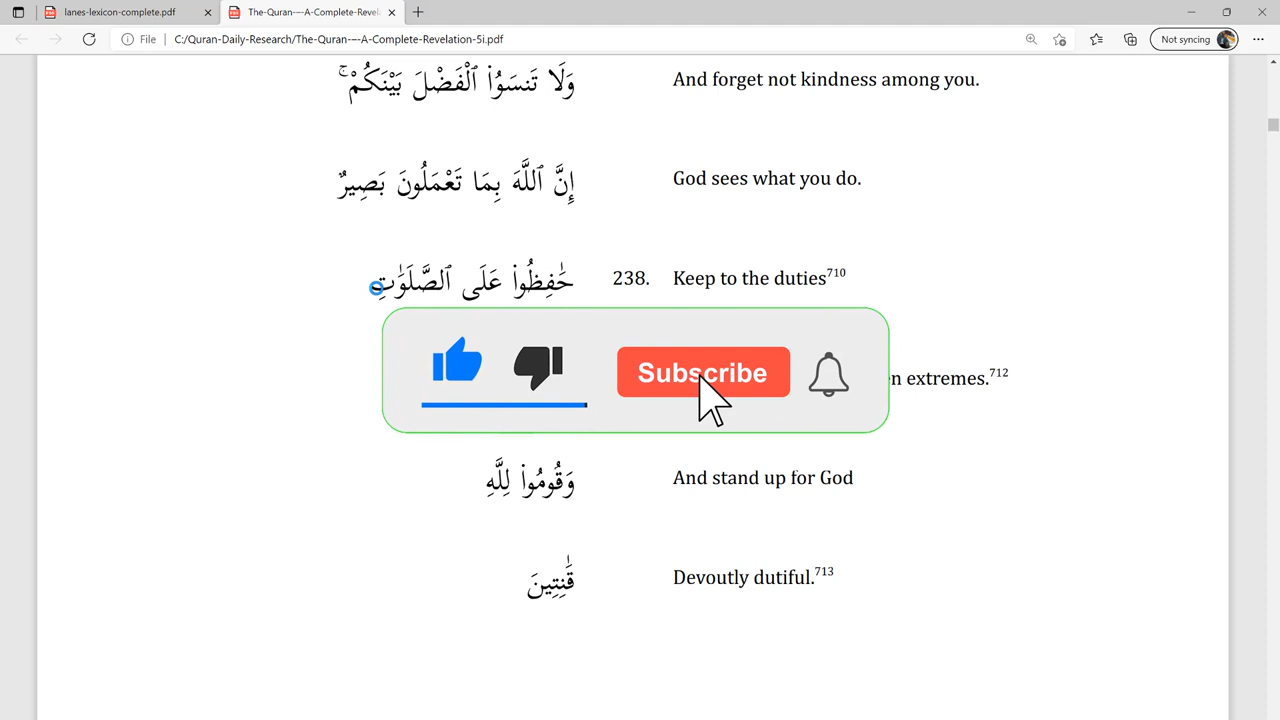 lanes-lexicon-complete.pdf
The-Quran-–-A-Complete-Revela
File C:/Quran-Daily-Research/The-Quran-–-A-Complete-Revelation-5i.pdf
Not syncing
وَلَا تَنسَوُا۟ ٱلْفَضْلَ بَيْنَكُمْ ۚ And forget not kindness among you.
إِنَّ ٱللَّهَ بِمَا تَعْمَلُونَ بَصِيرٌ God sees what you do.
حَٰفِظُوا۟ عَلَى ٱلصَّلَوَٰتِ 238. Keep to the duties710
extremes.712
Subscribe
وَقُومُوا۟ لِلَّهِ And stand up for God
قَٰنِتِينَ Devoutly dutiful.713